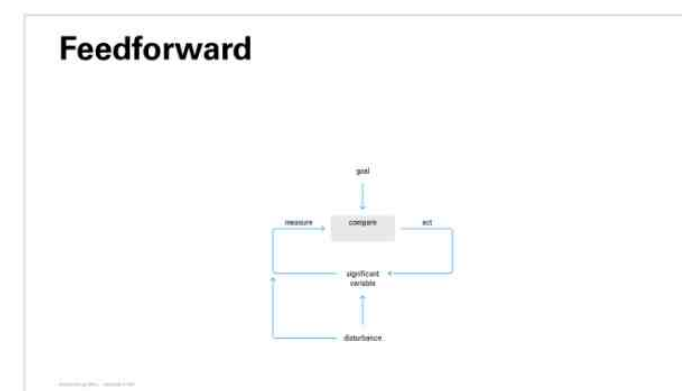 Feedforward
goal
measure
compare
act
significant
variable
disturbance